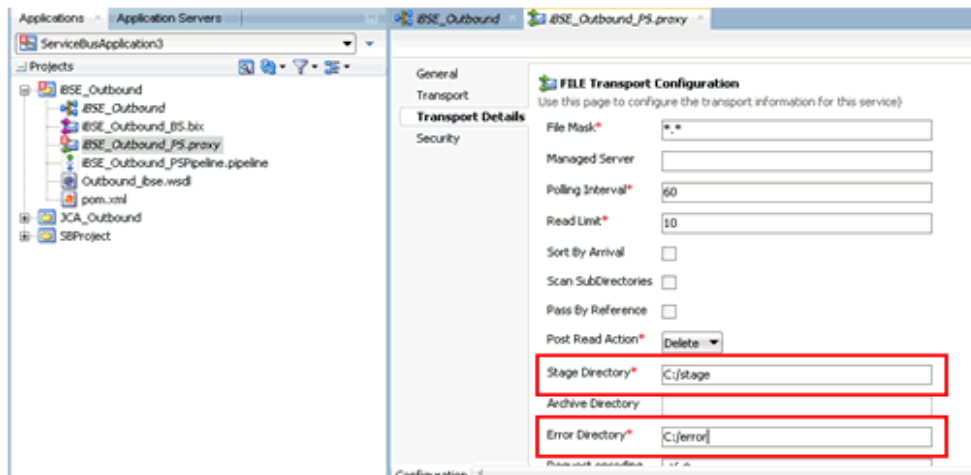 Applications
Application Servers
ServiceBusApplication3
Projects
iBSE_Outbound
iBSE_Outbound
iBSE_Outbound_BS.bix
iBSE_Outbound_PS.proxy
iBSE_Outbound_PSPipeline.pipeline
Outbound_ibse.wsdl
pom.xml
JCA_Outbound
SBProject
iBSE_Outbound
iBSE_Outbound_PS.proxy
General
Transport
Transport Details
Security
FILE Transport Configuration
Use this page to configure the transport information for this service}
File Mask* *.*
Managed Server
Polling Interval* 60
Read Limit* 10
Sort By Arrival
Scan SubDirectories
Pass By Reference
Post Read Action* Delete
Stage Directory* C:/stage
Archive Directory
Error Directory* C:/error
Request encoding
Configuration